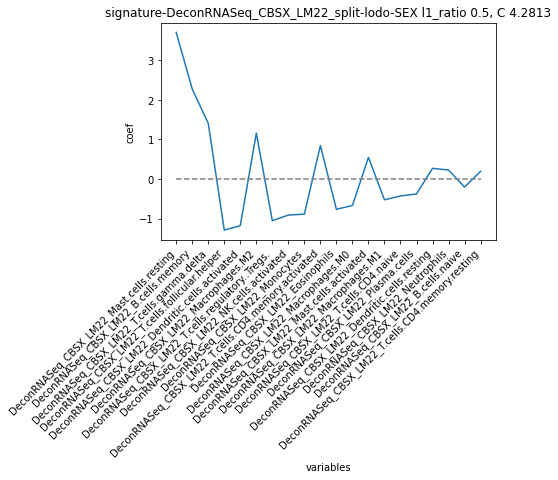 signature-DeconRNASeq_CBSX_LM22_split-lodo-SEX l1_ratio 0.5, C 4.2813
coef
3
2
1
0
−1
DeconRNASeq_CBSX_LM22_Mast.cells.resting
DeconRNASeq_CBSX_LM22_B.cells.memory
DeconRNASeq_CBSX_LM22_T.cells.gamma.delta
DeconRNASeq_CBSX_LM22_T.cells.follicular.helper
DeconRNASeq_CBSX_LM22_Dendritic.cells.activated
DeconRNASeq_CBSX_LM22_Macrophages.M2
DeconRNASeq_CBSX_LM22_T.cells.regulatory..Tregs.
DeconRNASeq_CBSX_LM22_NK.cells.activated
DeconRNASeq_CBSX_LM22_Monocytes
DeconRNASeq_CBSX_LM22_T.cells.CD4.memory.activated
DeconRNASeq_CBSX_LM22_Eosinophils
DeconRNASeq_CBSX_LM22_Macrophages.M0
DeconRNASeq_CBSX_LM22_Mast.cells.activated
DeconRNASeq_CBSX_LM22_Macrophages.M1
DeconRNASeq_CBSX_LM22_T.cells.CD4.naive
DeconRNASeq_CBSX_LM22_Plasma.cells
DeconRNASeq_CBSX_LM22_Dendritic.cells.resting
DeconRNASeq_CBSX_LM22_Neutrophils
DeconRNASeq_CBSX_LM22_B.cells.naive
DeconRNASeq_CBSX_LM22_T.cells.CD4.memory.resting
variables